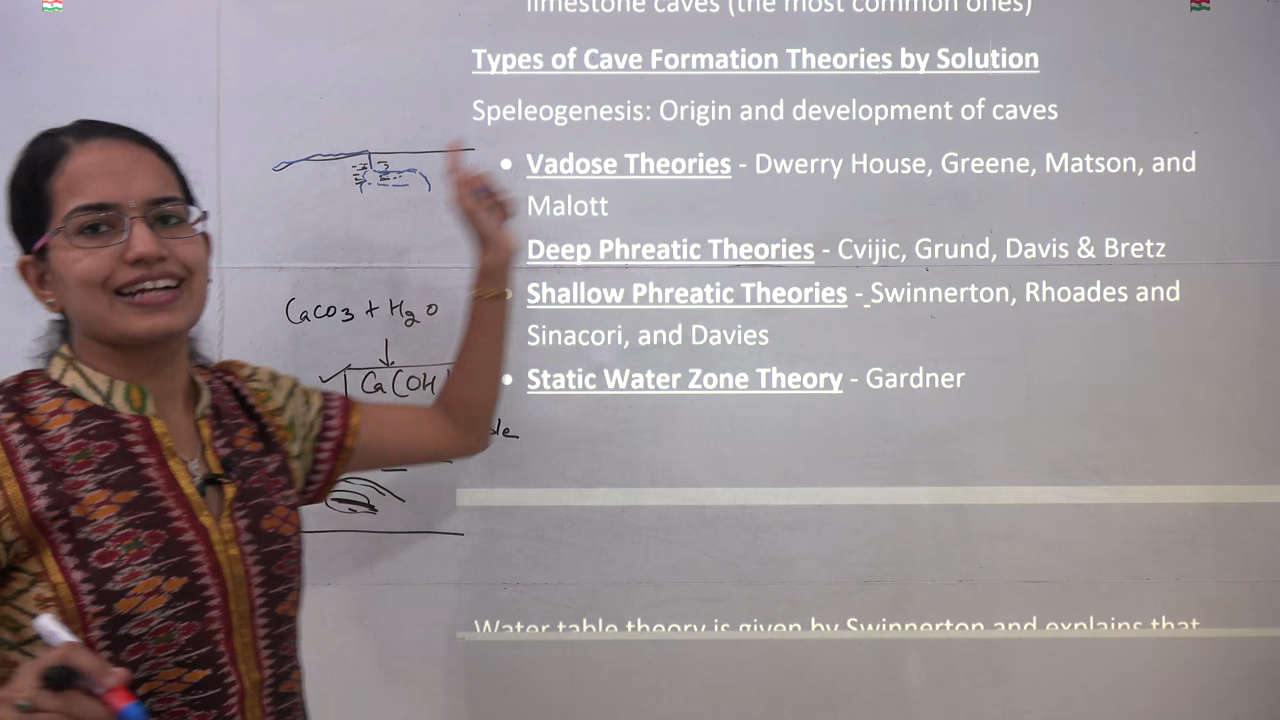 limestone caves (the most common ones)
Types of Cave Formation Theories by Solution
Speleogenesis: Origin and development of caves
• Vadose Theories - Dwerry House, Greene, Matson, and
Malott
Deep Phreatic Theories - Cvijic, Grund, Davis & Bretz
Shallow Phreatic Theories - Swinnerton, Rhoades and
Sinacori, and Davies
• Static Water Zone Theory - Gardner
CaCO3 + H2O
↓
✓ Ca(OH)
Water table theory is given by Swinnerton and explains that